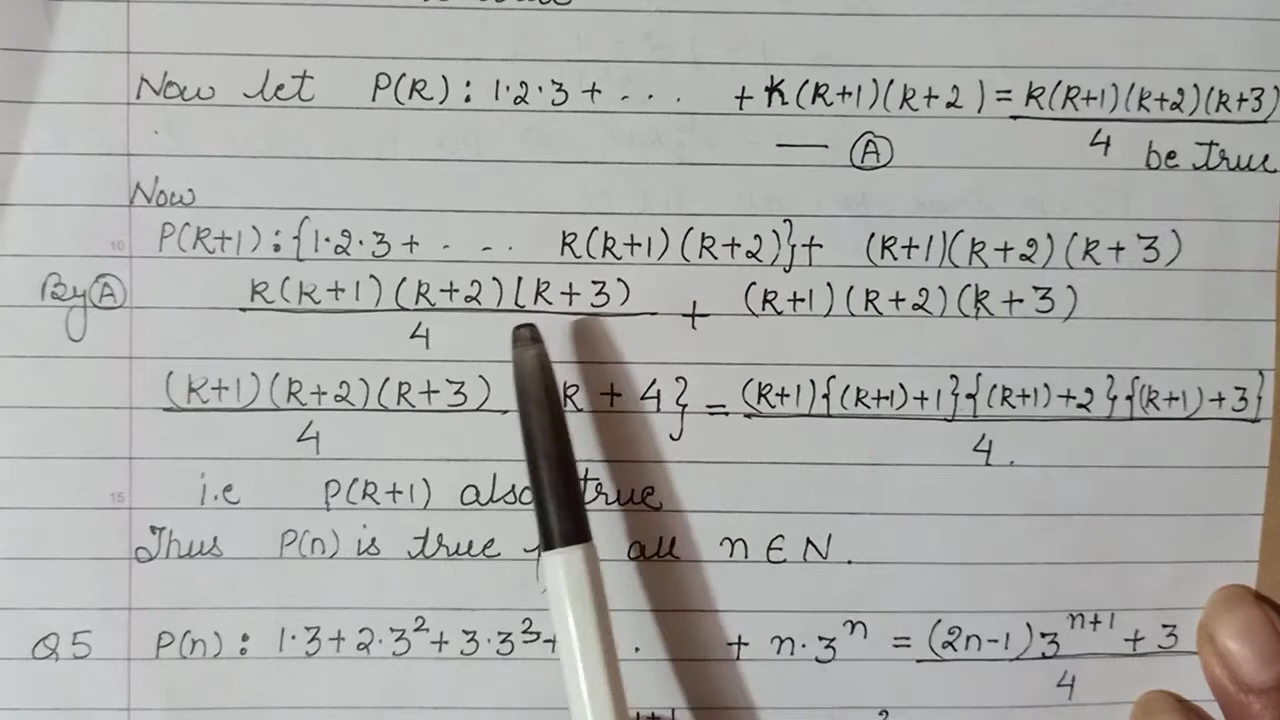 Now let P(k) : 1·2·3 + . . . + k(k+1)(k+2) = k(k+1)(k+2)(k+3)
— Ⓐ 4 be true
Now
10 P(k+1) : {1·2·3 + . -. k(k+1)(k+2)} + (k+1)(k+2)(k+3)
By Ⓐ k(k+1)(k+2)(k+3) + (k+1)(k+2)(k+3)
4
(k+1)(k+2)(k+3) k + 4} = (k+1){(k+1)+1}{(k+1)+2}{(k+1)+3}
4 4.
15 i.e P(k+1) also true
Thus P(n) is true all n ∈ N.
Q5 P(n) : 1·3 + 2·3² + 3·3³ + . + n·3ⁿ = (2n-1)3ⁿ⁺¹ + 3
4